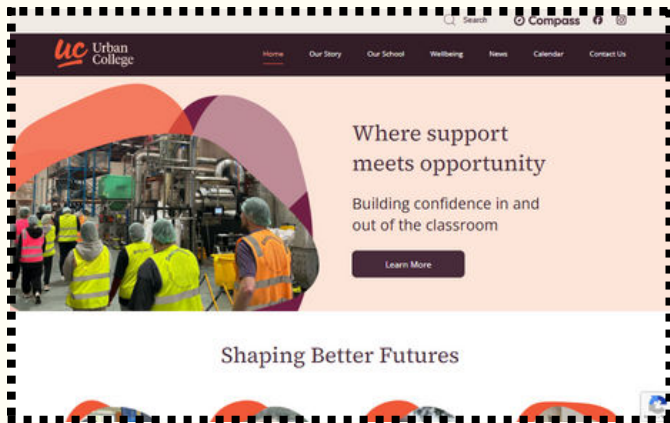 Search Compass
uc Urban
College
Home Our Story Our School Wellbeing News Calendar Contact Us
Where support
meets opportunity
Building confidence in and
out of the classroom
Learn More
Shaping Better Futures